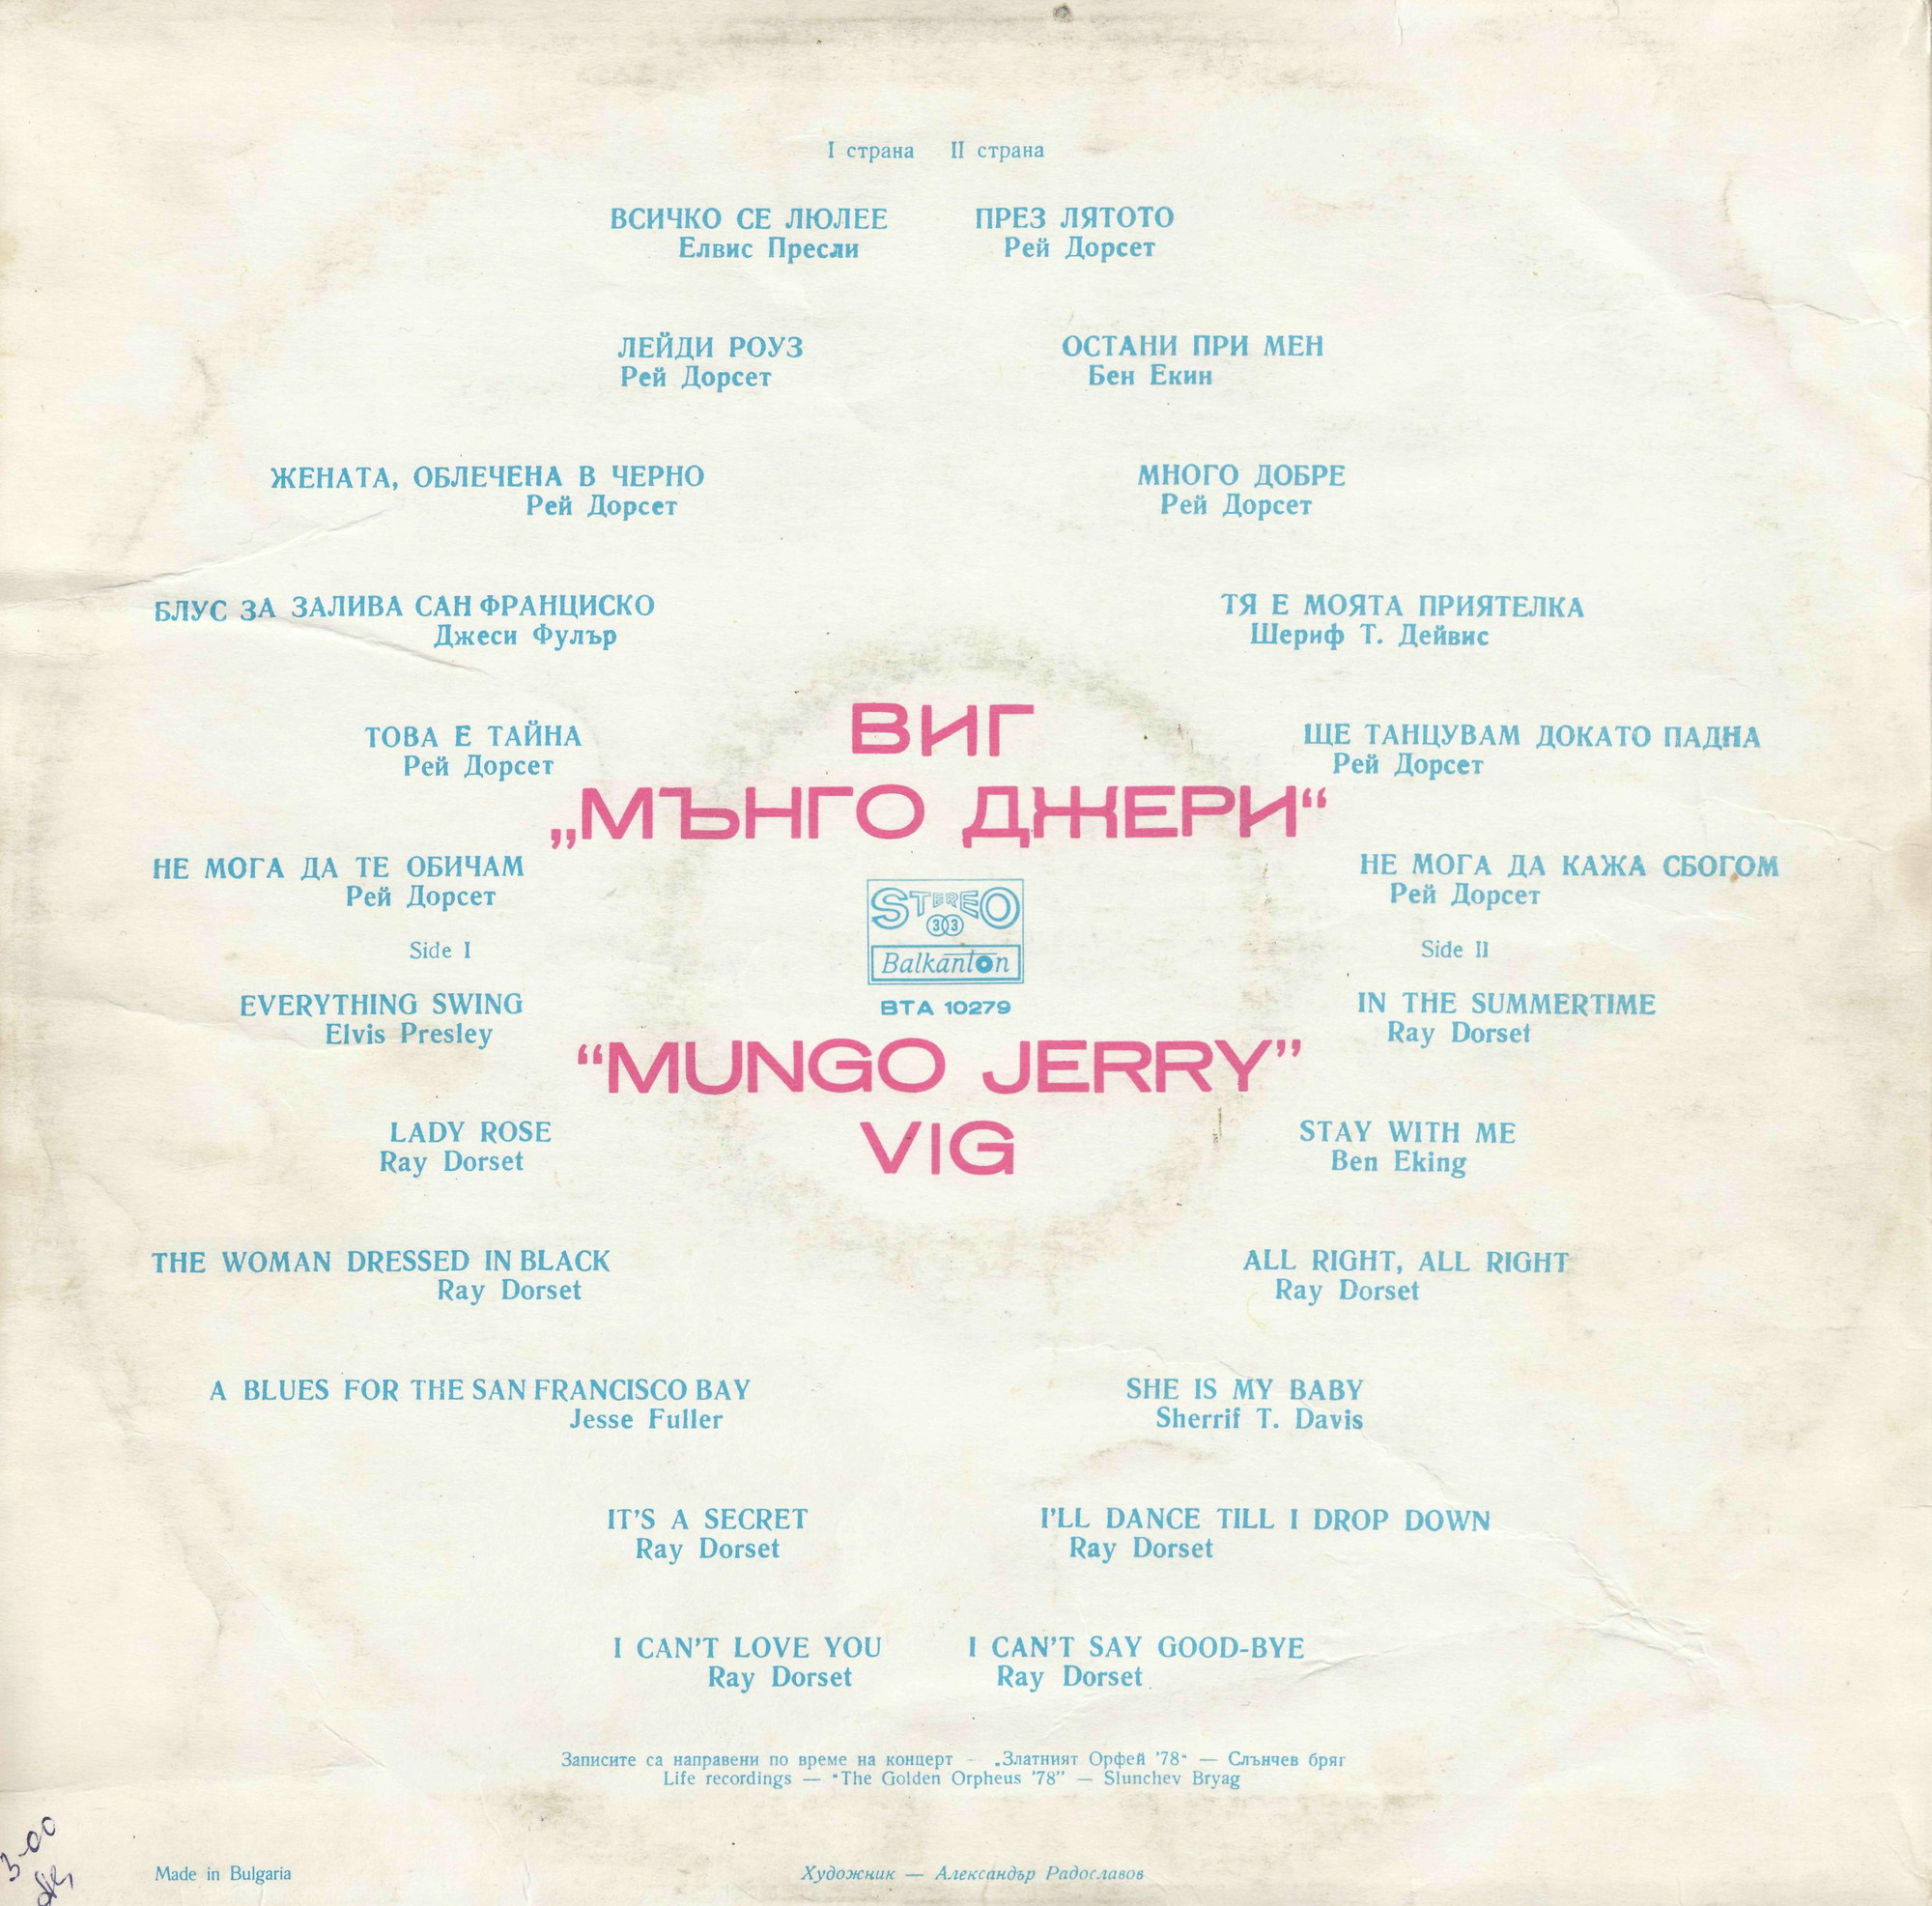 I страна II страна
ВСИЧКО СЕ ЛЮЛЕЕ
Елвис Пресли
ПРЕЗ ЛЯТОТО
Рей Дорсет
ЛЕЙДИ РОУЗ
Рей Дорсет
ОСТАНИ ПРИ МЕН
Бен Екин
ЖЕНАТА, ОБЛЕЧЕНА В ЧЕРНО
Рей Дорсет
МНОГО ДОБРЕ
Рей Дорсет
БЛУС ЗА ЗАЛИВА САН ФРАНЦИСКО
Джеси Фулър
ТЯ Е МОЯТА ПРИЯТЕЛКА
Шериф Т. Дейвис
ТОВА Е ТАЙНА
Рей Дорсет
ЩЕ ТАНЦУВАМ ДОКАТО ПАДНА
Рей Дорсет
НЕ МОГА ДА ТЕ ОБИЧАМ
Рей Дорсет
НЕ МОГА ДА КАЖА СБОГОМ
Рей Дорсет
ВИГ
„МЪНГО ДЖЕРИ“
STEREO
33
Balkanton
ВТА 10279
“MUNGO JERRY”
VIG
Side I
EVERYTHING SWING
Elvis Presley
Side II
IN THE SUMMERTIME
Ray Dorset
LADY ROSE
Ray Dorset
STAY WITH ME
Ben Eking
THE WOMAN DRESSED IN BLACK
Ray Dorset
ALL RIGHT, ALL RIGHT
Ray Dorset
A BLUES FOR THE SAN FRANCISCO BAY
Jesse Fuller
SHE IS MY BABY
Sherrif T. Davis
IT'S A SECRET
Ray Dorset
I'LL DANCE TILL I DROP DOWN
Ray Dorset
I CAN'T LOVE YOU
Ray Dorset
I CAN'T SAY GOOD-BYE
Ray Dorset
Записите са направени по време на концерт — „Златният Орфей '78“ — Слънчев бряг
Life recordings — “The Golden Orpheus '78” — Slunchev Bryag
3-00
Made in Bulgaria
Художник — Александър Радославов